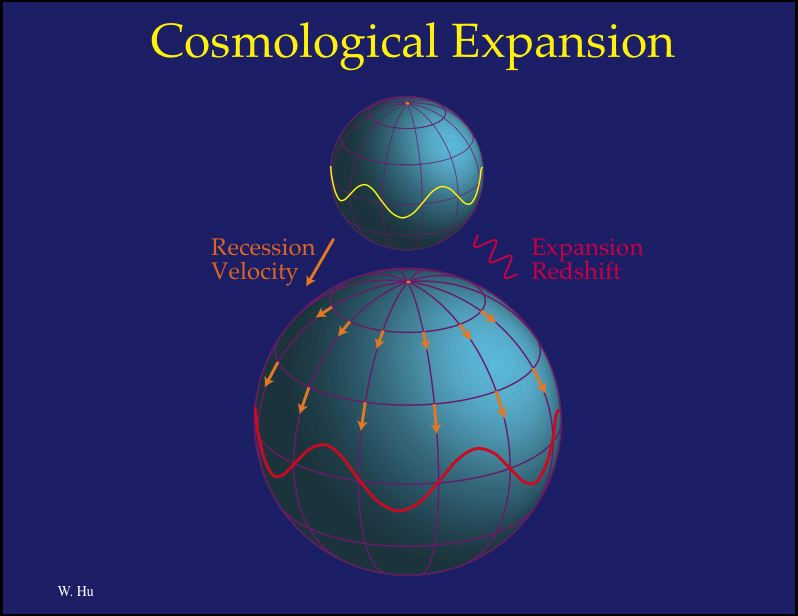 Cosmological Expansion
Recession
Velocity
Expansion
Redshift
W. Hu